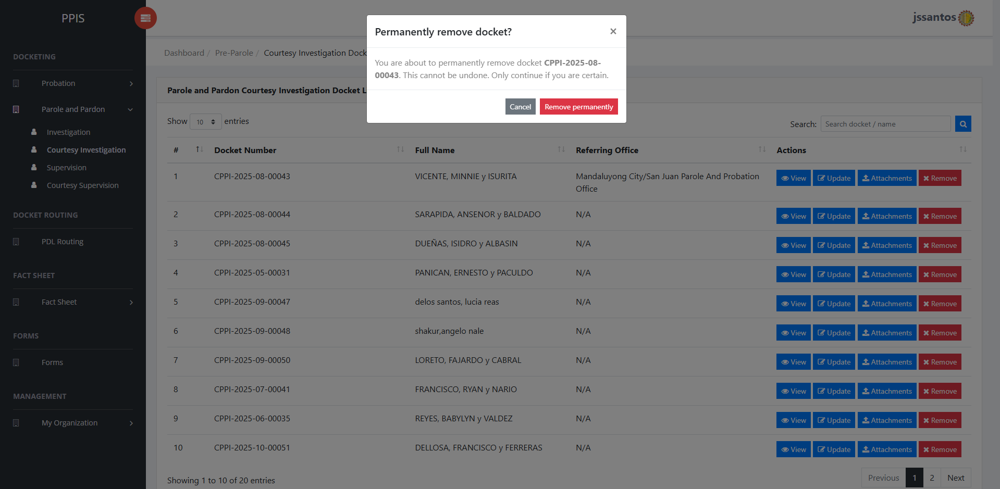 PPIS
jssantos
DOCKETING
Probation
Parole and Pardon
Investigation
Courtesy Investigation
Supervision
Courtesy Supervision
DOCKET ROUTING
PDL Routing
FACT SHEET
Fact Sheet
FORMS
Forms
MANAGEMENT
My Organization
Dashboard / Pre-Parole / Courtesy Investigation Dock
Permanently remove docket? ×
You are about to permanently remove docket CPPI-2025-08-
00043. This cannot be undone. Only continue if you are certain.
Cancel Remove permanently
Parole and Pardon Courtesy Investigation Docket L
Show 10 entries
Search: Search docket / name
# Docket Number Full Name Referring Office Actions
1 CPPI-2025-08-00043 VICENTE, MINNIE y ISURITA Mandaluyong City/San Juan Parole And Probation View Update Attachments Remove
Office
2 CPPI-2025-08-00044 SARAPIDA, ANSENOR y BALDADO N/A View Update Attachments Remove
3 CPPI-2025-08-00045 DUEÑAS, ISIDRO y ALBASIN N/A View Update Attachments Remove
4 CPPI-2025-05-00031 PANICAN, ERNESTO y PACULDO N/A View Update Attachments Remove
5 CPPI-2025-09-00047 delos santos, lucia reas N/A View Update Attachments Remove
6 CPPI-2025-09-00048 shakur,angelo nale N/A View Update Attachments Remove
7 CPPI-2025-09-00050 LORETO, FAJARDO y CABRAL N/A View Update Attachments Remove
8 CPPI-2025-07-00041 FRANCISCO, RYAN y NARIO N/A View Update Attachments Remove
9 CPPI-2025-06-00035 REYES, BABYLYN y VALDEZ N/A View Update Attachments Remove
10 CPPI-2025-10-00051 DELLOSA, FRANCISCO y FERRERAS N/A View Update Attachments Remove
Showing 1 to 10 of 20 entries
Previous 1 2 Next